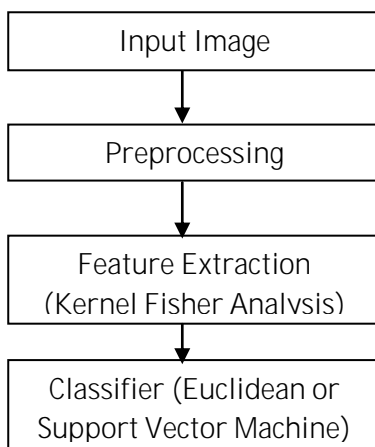 Input Image
Preprocessing
Feature Extraction
(Kernel Fisher Analysis)
Classifier (Euclidean or
Support Vector Machine)